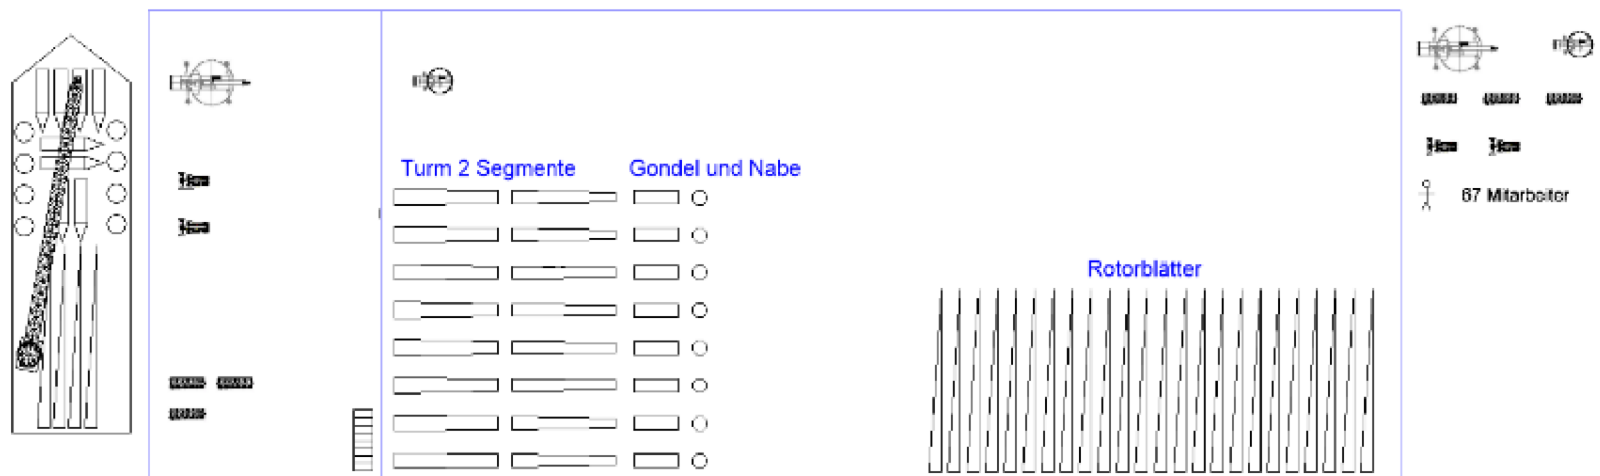 Turm 2 Segmente
Gondel und Nabe
67 Mitarbeiter
Rotorblätter